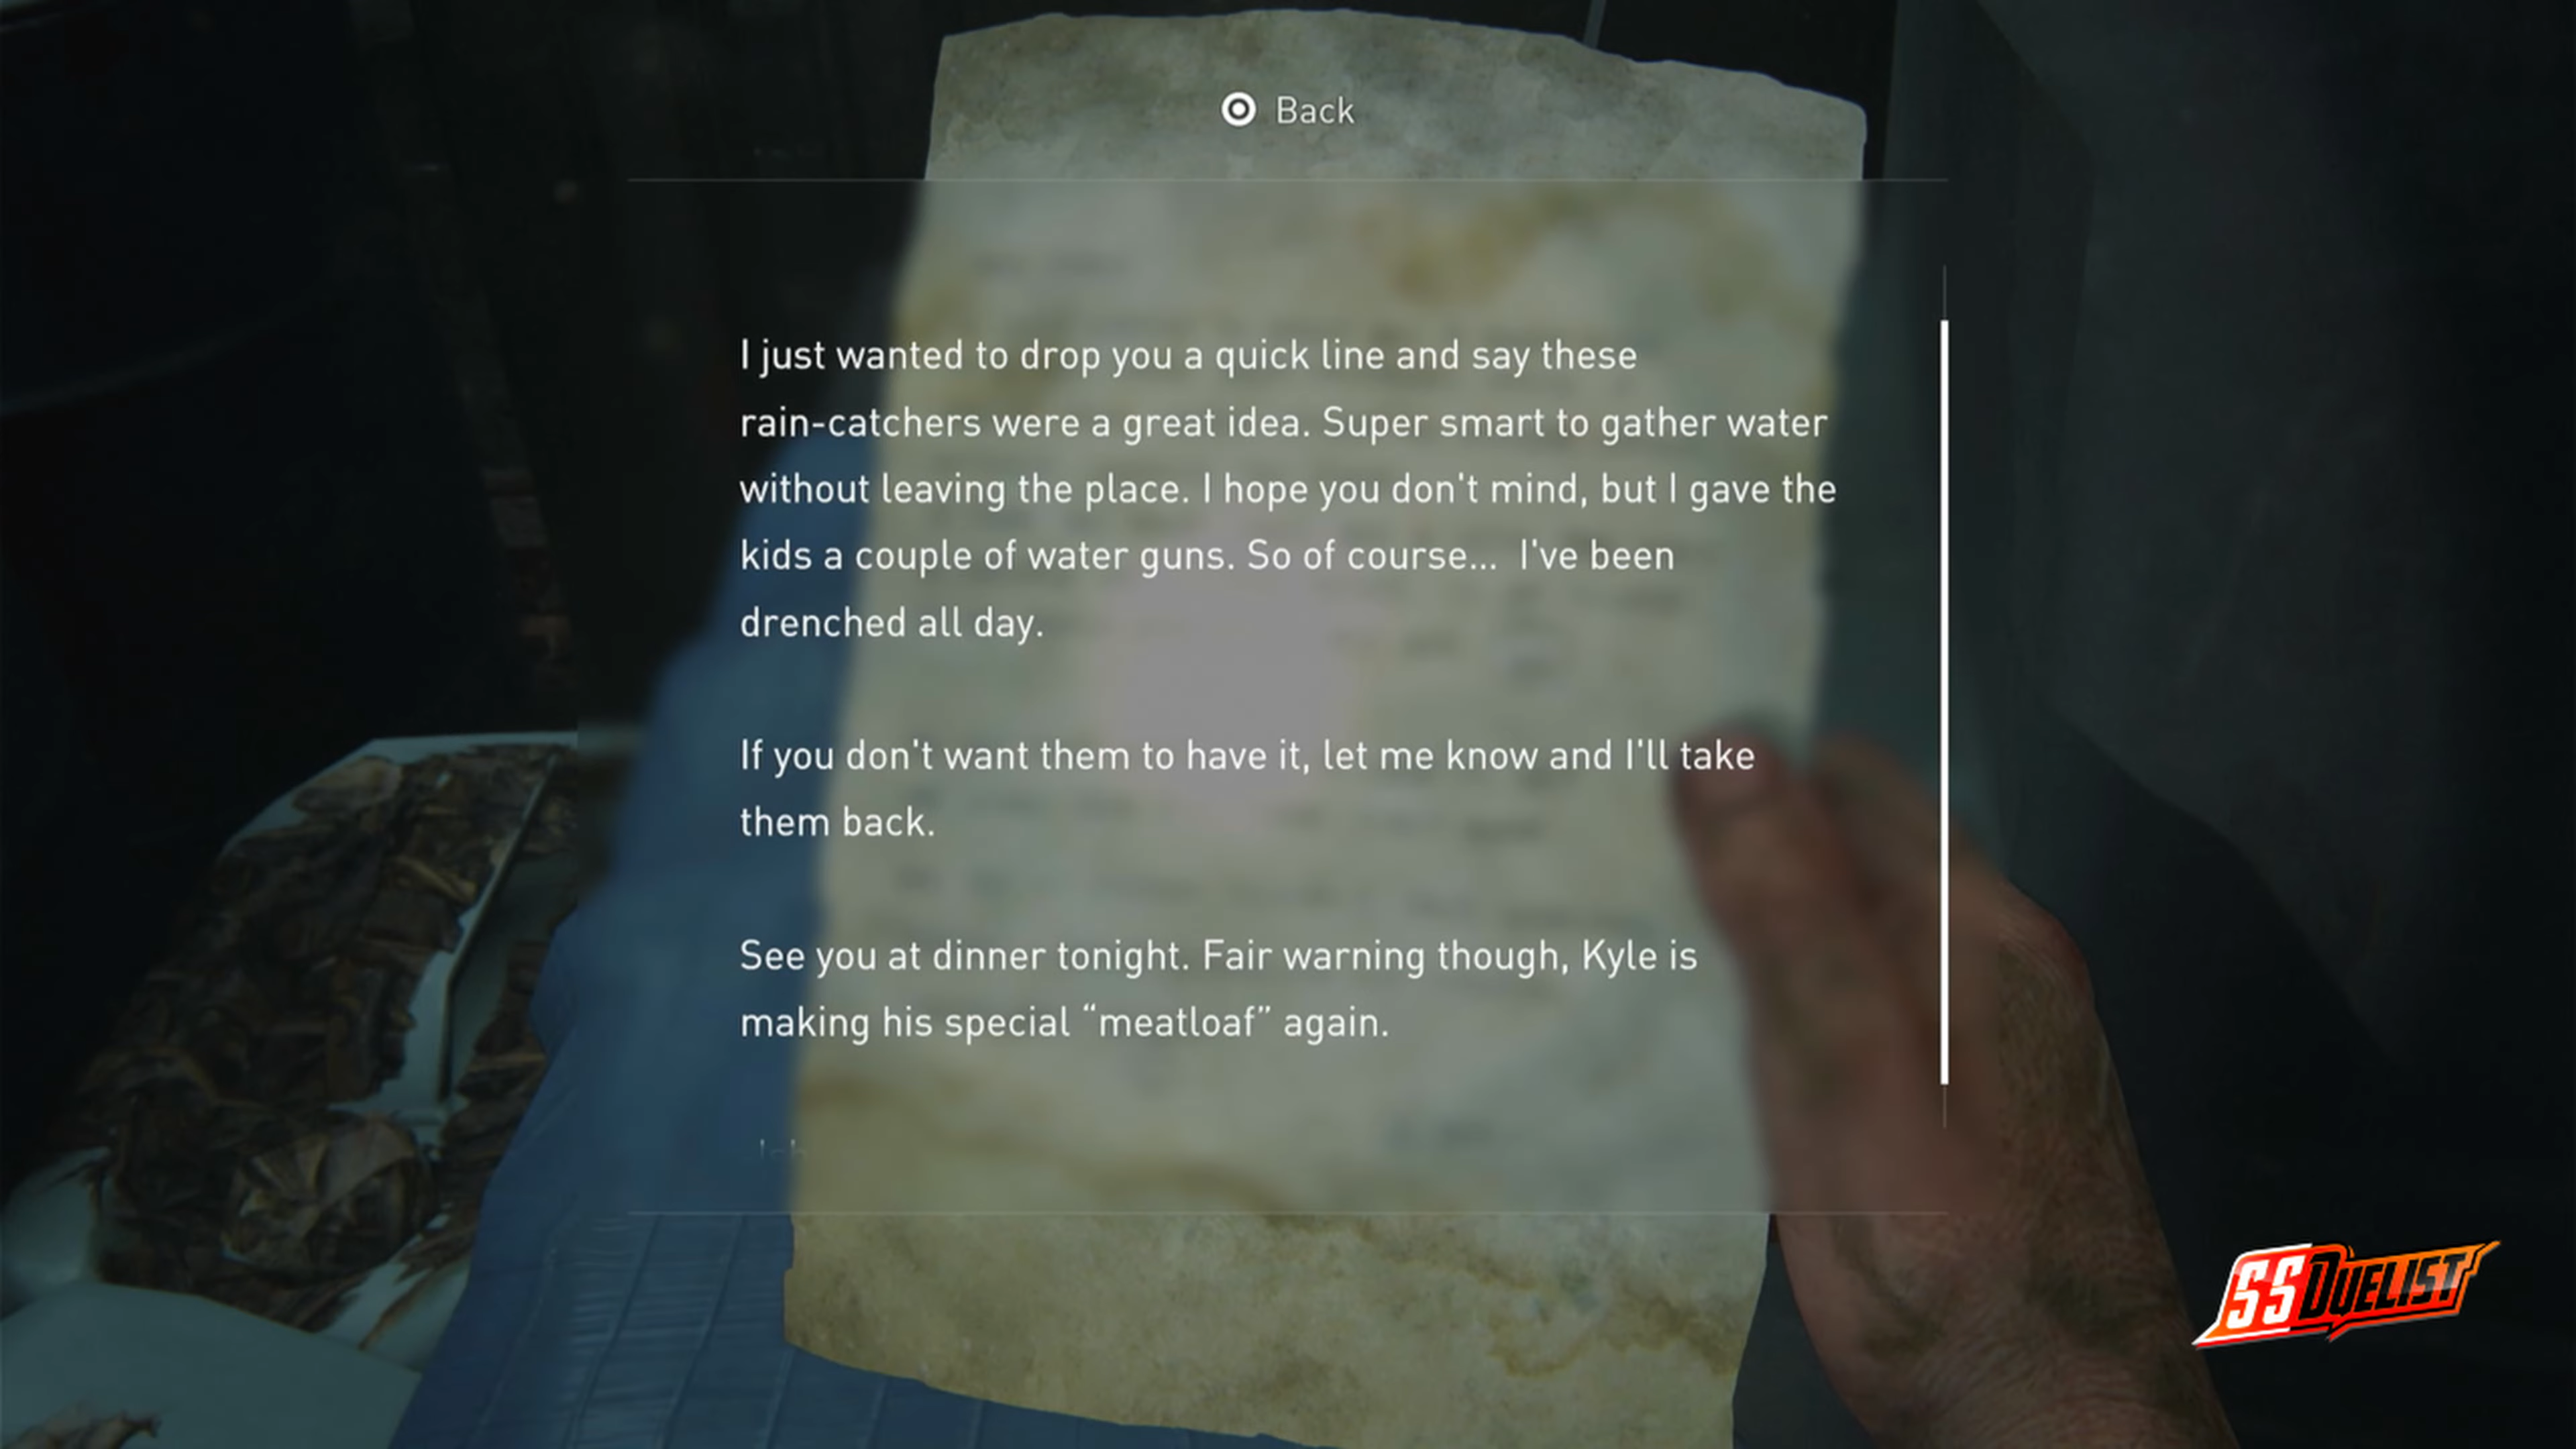 Back
I just wanted to drop you a quick line and say these
rain-catchers were a great idea. Super smart to gather water
without leaving the place. I hope you don't mind, but I gave the
kids a couple of water guns. So of course... I've been
drenched all day.
If you don't want them to have it, let me know and I'll take
them back.
See you at dinner tonight. Fair warning though, Kyle is
making his special “meatloaf” again.
SSDUELIST